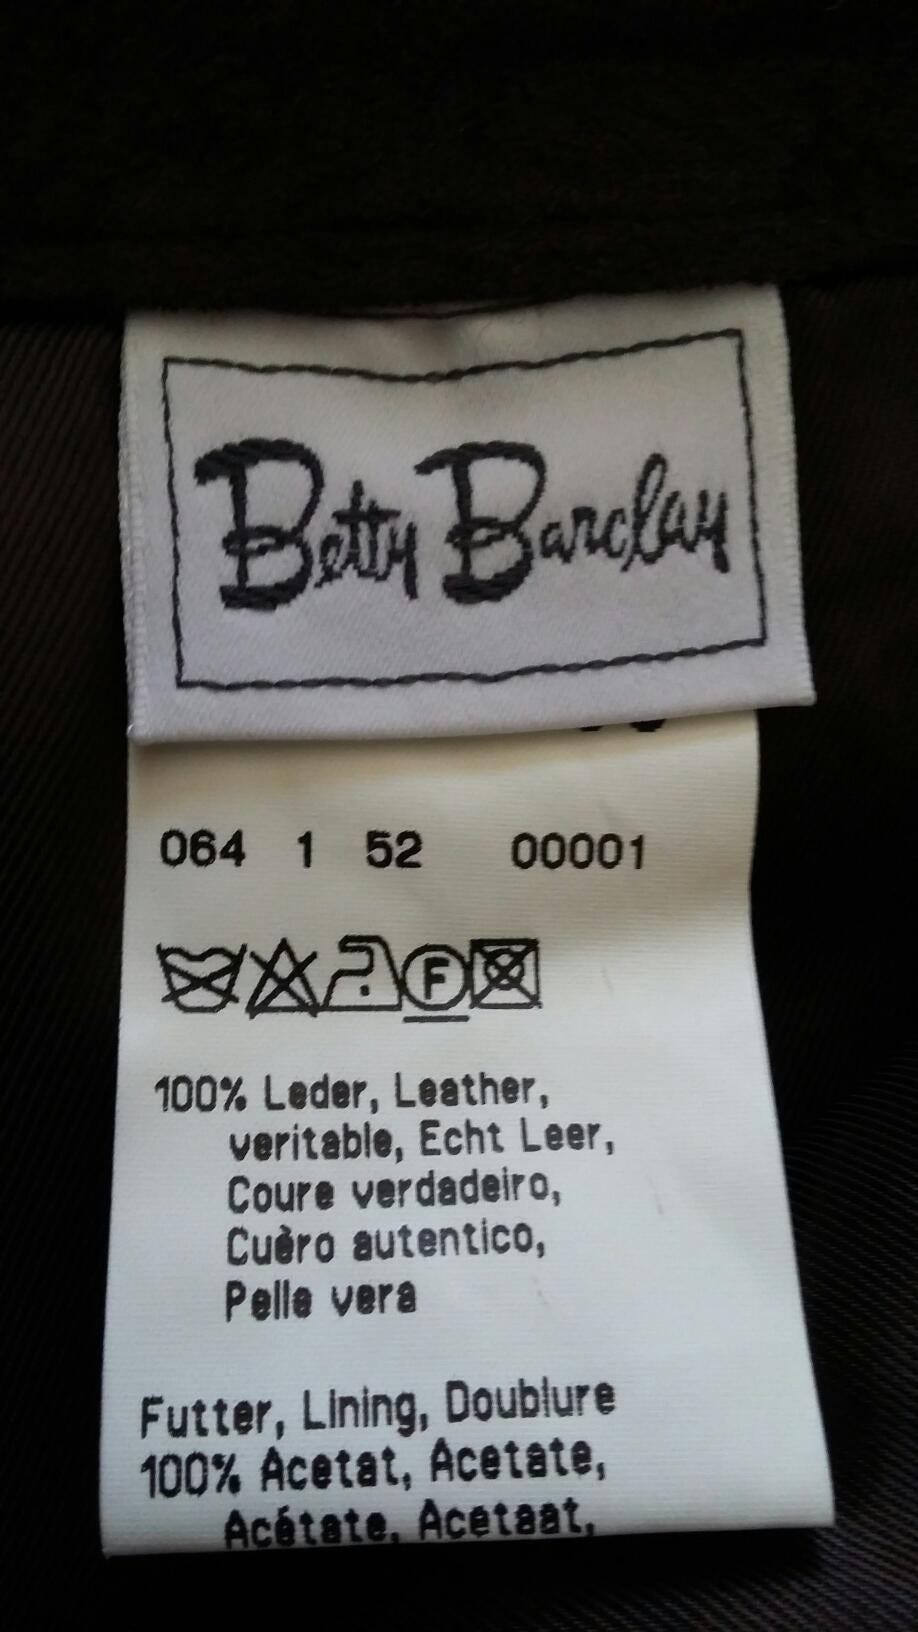 Betty Barclay
064 1 52 00001
F
100% Leder, Leather,
veritable, Echt Leer,
Coure verdadeiro,
Cuèro autentico,
Pelle vera
Futter, Lining, Doublure
100% Acetat, Acetate,
Acétate, Acetaat,